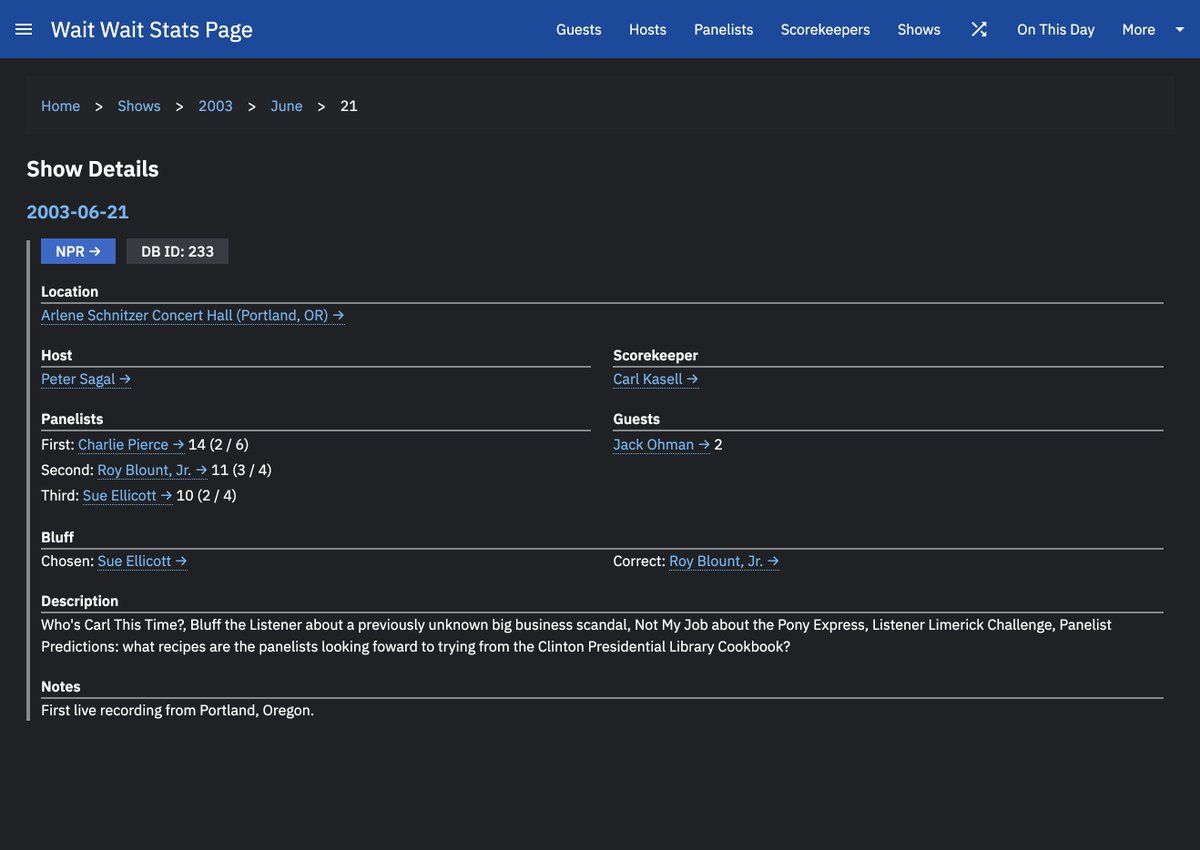 Wait Wait Stats Page
Guests Hosts Panelists Scorekeepers Shows On This Day More
Home > Shows > 2003 > June > 21
Show Details
2003-06-21
NPR → DB ID: 233
Location
Arlene Schnitzer Concert Hall (Portland, OR) →
Host
Peter Sagal →
Scorekeeper
Carl Kasell →
Panelists
First: Charlie Pierce → 14 (2 / 6)
Second: Roy Blount, Jr. → 11 (3 / 4)
Third: Sue Ellicott → 10 (2 / 4)
Guests
Jack Ohman → 2
Bluff
Chosen: Sue Ellicott →
Correct: Roy Blount, Jr. →
Description
Who's Carl This Time?, Bluff the Listener about a previously unknown big business scandal, Not My Job about the Pony Express, Listener Limerick Challenge, Panelist
Predictions: what recipes are the panelists looking foward to trying from the Clinton Presidential Library Cookbook?
Notes
First live recording from Portland, Oregon.